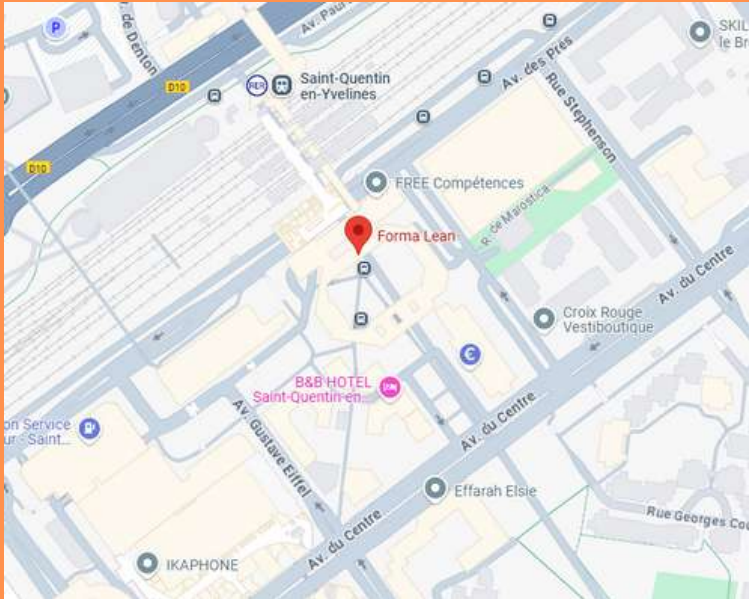 P
de Denton
Av. Paul
SKIL
le Br
Saint-Quentin
en-Yvelines
RER
D10
Av. des Prés
Rue Stephenson
D10
FREE Compétences
R. de Marostica
Forma Lean
Av. du Centre
Croix Rouge
Vestiboutique
€
B&B HOTEL
Saint-Quentin-en...
on Service
ur - Saint...
Av. Gustave Eiffel
Av. du Centre
Effarah Elsie
Rue Georges Cou
Av. du Centre
IKAPHONE